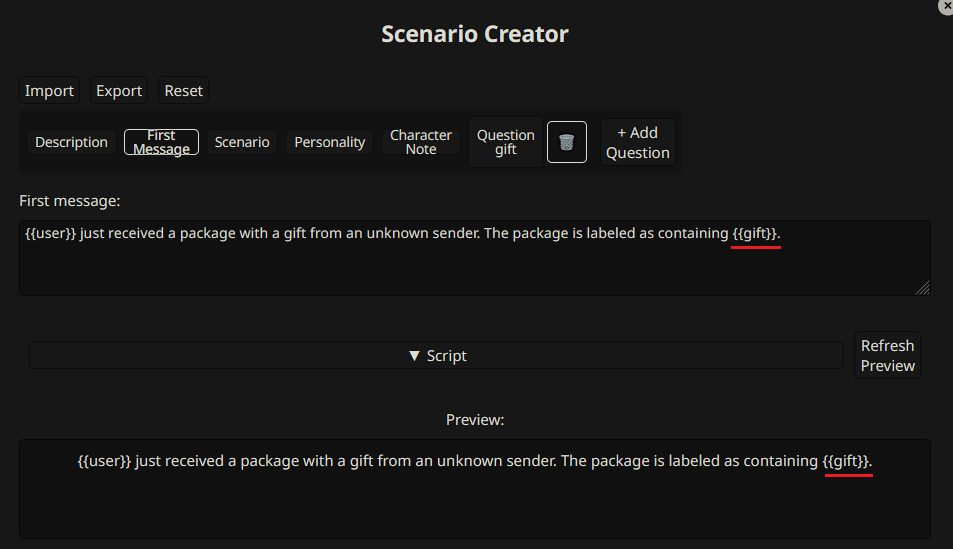 Scenario Creator
Import Export Reset
Description First Message Scenario Personality Character Note Question gift + Add Question
First message:
{{user}} just received a package with a gift from an unknown sender. The package is labeled as containing {{gift}}.
▼ Script
Refresh Preview
Preview:
{{user}} just received a package with a gift from an unknown sender. The package is labeled as containing {{gift}}.